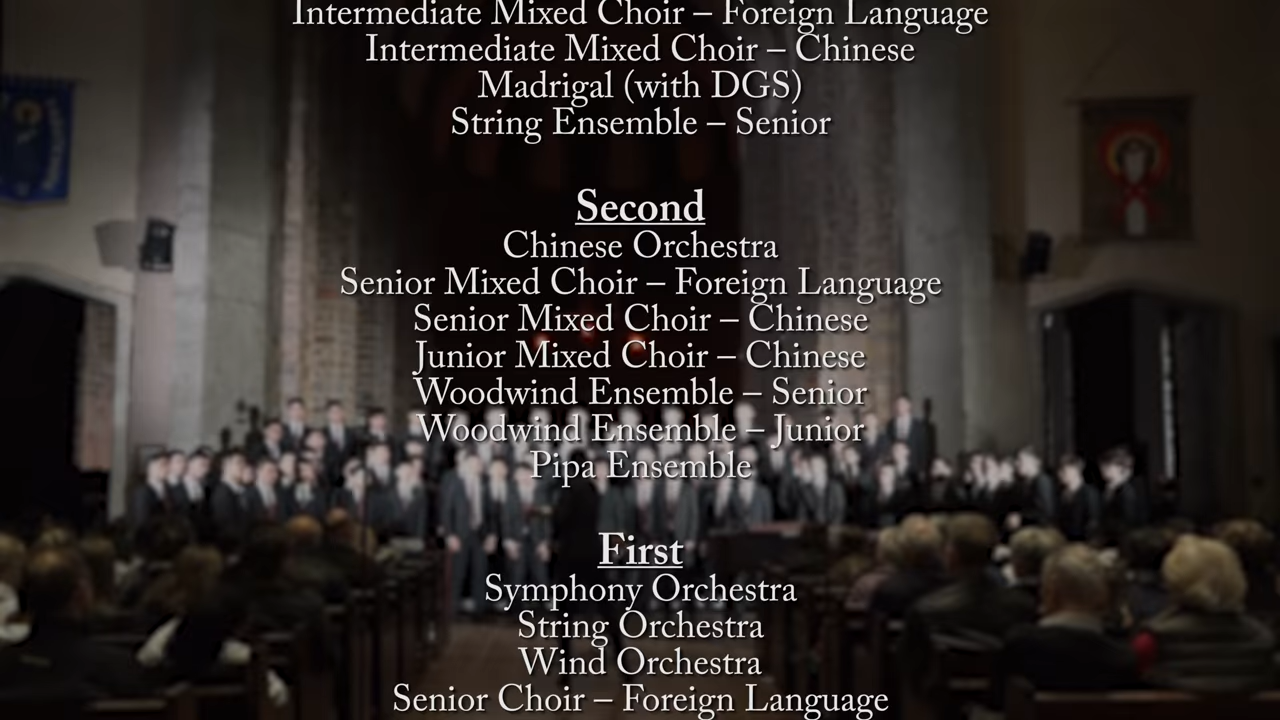 Intermediate Mixed Choir – Foreign Language
Intermediate Mixed Choir – Chinese
Madrigal (with DGS)
String Ensemble – Senior
Second
Chinese Orchestra
Senior Mixed Choir – Foreign Language
Senior Mixed Choir – Chinese
Junior Mixed Choir – Chinese
Woodwind Ensemble – Senior
Woodwind Ensemble – Junior
Pipa Ensemble
First
Symphony Orchestra
String Orchestra
Wind Orchestra
Senior Choir – Foreign Language